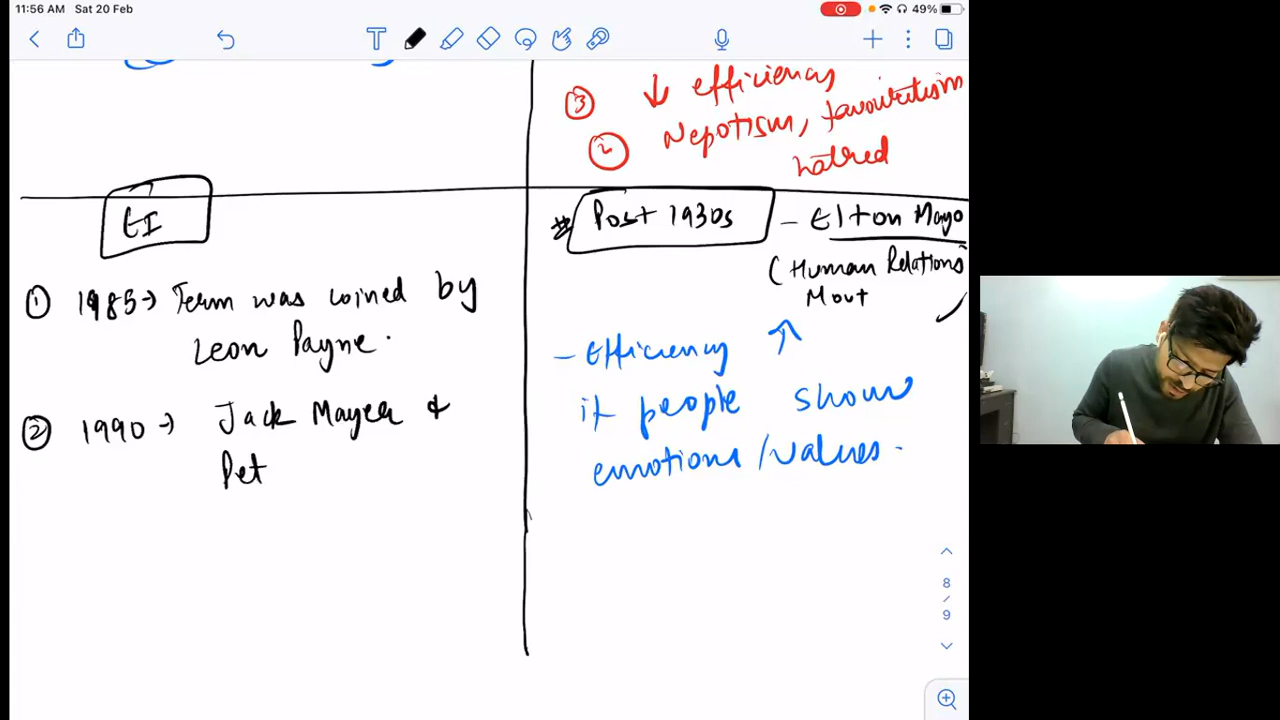 11:56 AM Sat 20 Feb
49%
③ ↓ efficiency
② Nepotism, favouritism
hatred
EI
① 1985→ Term was coined by
Leon Payne.
② 1990→ Jack Mayer &
Pet
Post 1930s - Elton Mayo
(Human Relations
Movt
- Efficiency ↑
if people show
emotions/values.
8
/
9